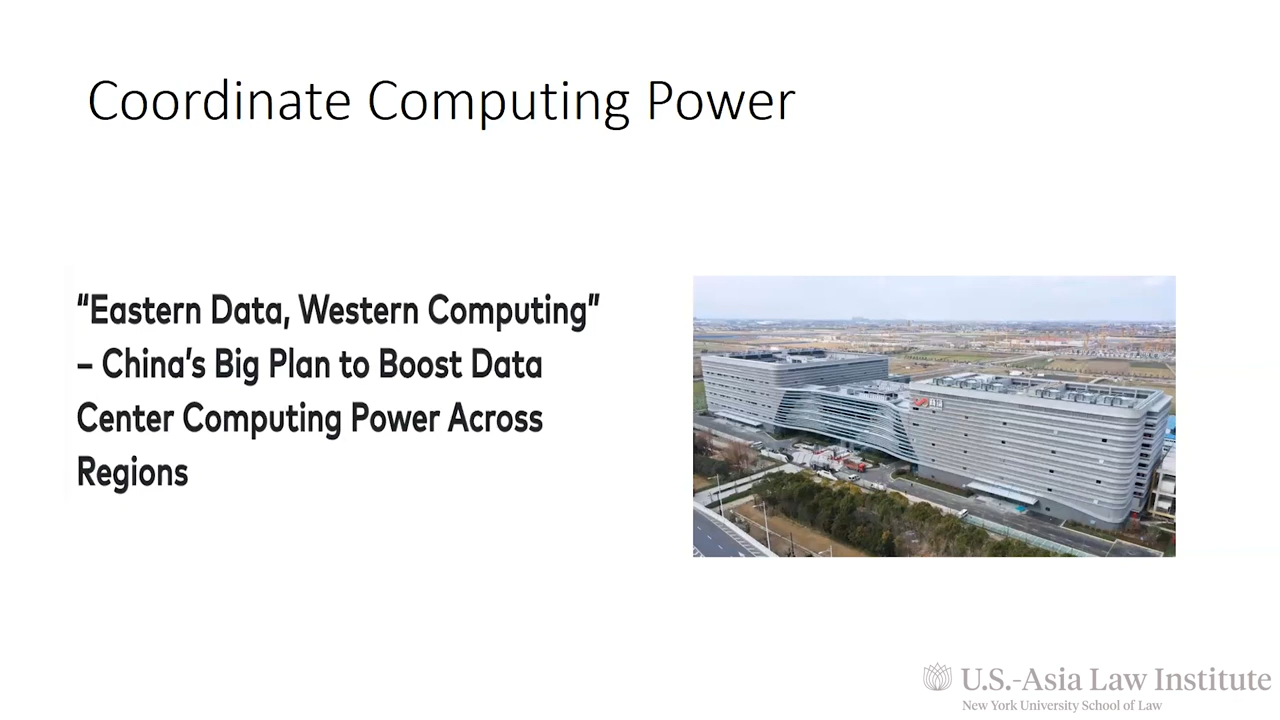 Coordinate Computing Power
“Eastern Data, Western Computing”
– China’s Big Plan to Boost Data
Center Computing Power Across
Regions
U.S.-Asia Law Institute
New York University School of Law